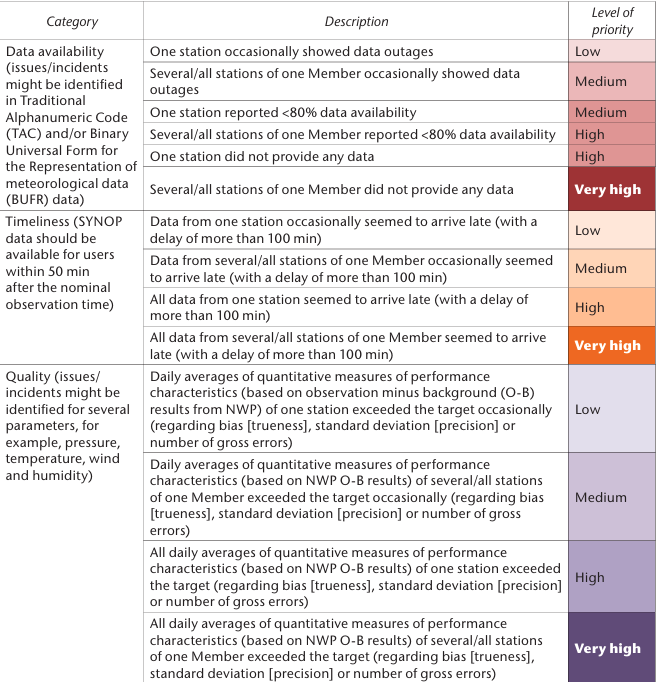 Category
Description
Level of
priority
Data availability
(issues/incidents
might be identified
in Traditional
Alphanumeric Code
(TAC) and/or Binary
Universal Form for
the Representation of
meteorological data
(BUFR) data)
One station occasionally showed data outages
Low
Several/all stations of one Member occasionally showed data
outages
Medium
One station reported <80% data availability
Medium
Several/all stations of one Member reported <80% data availability
High
One station did not provide any data
High
Several/all stations of one Member did not provide any data
Very high
Timeliness (SYNOP
data should be
available for users
within 50 min
after the nominal
observation time)
Data from one station occasionally seemed to arrive late (with a
delay of more than 100 min)
Low
Data from several/all stations of one Member occasionally seemed
to arrive late (with a delay of more than 100 min)
Medium
All data from one station seemed to arrive late (with a delay of
more than 100 min)
High
All data from several/all stations of one Member seemed to arrive
late (with a delay of more than 100 min)
Very high
Quality (issues/
incidents might be
identified for several
parameters, for
example, pressure,
temperature, wind
and humidity)
Daily averages of quantitative measures of performance
characteristics (based on observation minus background (O-B)
results from NWP) of one station exceeded the target occasionally
(regarding bias [trueness], standard deviation [precision] or
number of gross errors)
Low
Daily averages of quantitative measures of performance
characteristics (based on NWP O-B results) of several/all stations
of one Member exceeded the target occasionally (regarding bias
[trueness], standard deviation [precision] or number of gross
errors)
Medium
All daily averages of quantitative measures of performance
characteristics (based on NWP O-B results) of one station exceeded
the target (regarding bias [trueness], standard deviation [precision]
or number of gross errors)
High
All daily averages of quantitative measures of performance
characteristics (based on NWP O-B results) of several/all stations
of one Member exceeded the target (regarding bias [trueness],
standard deviation [precision] or number of gross errors)
Very high